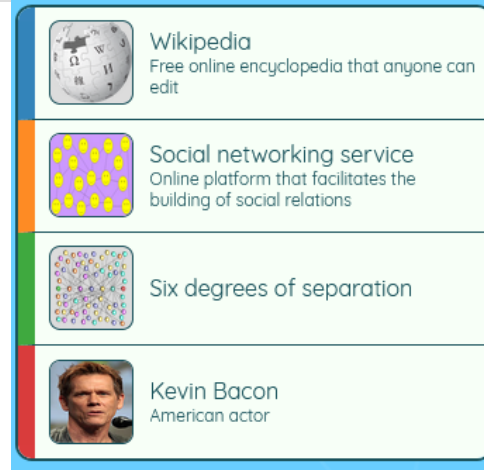 Wikipedia
Free online encyclopedia that anyone can
edit
Social networking service
Online platform that facilitates the
building of social relations
Six degrees of separation
Kevin Bacon
American actor